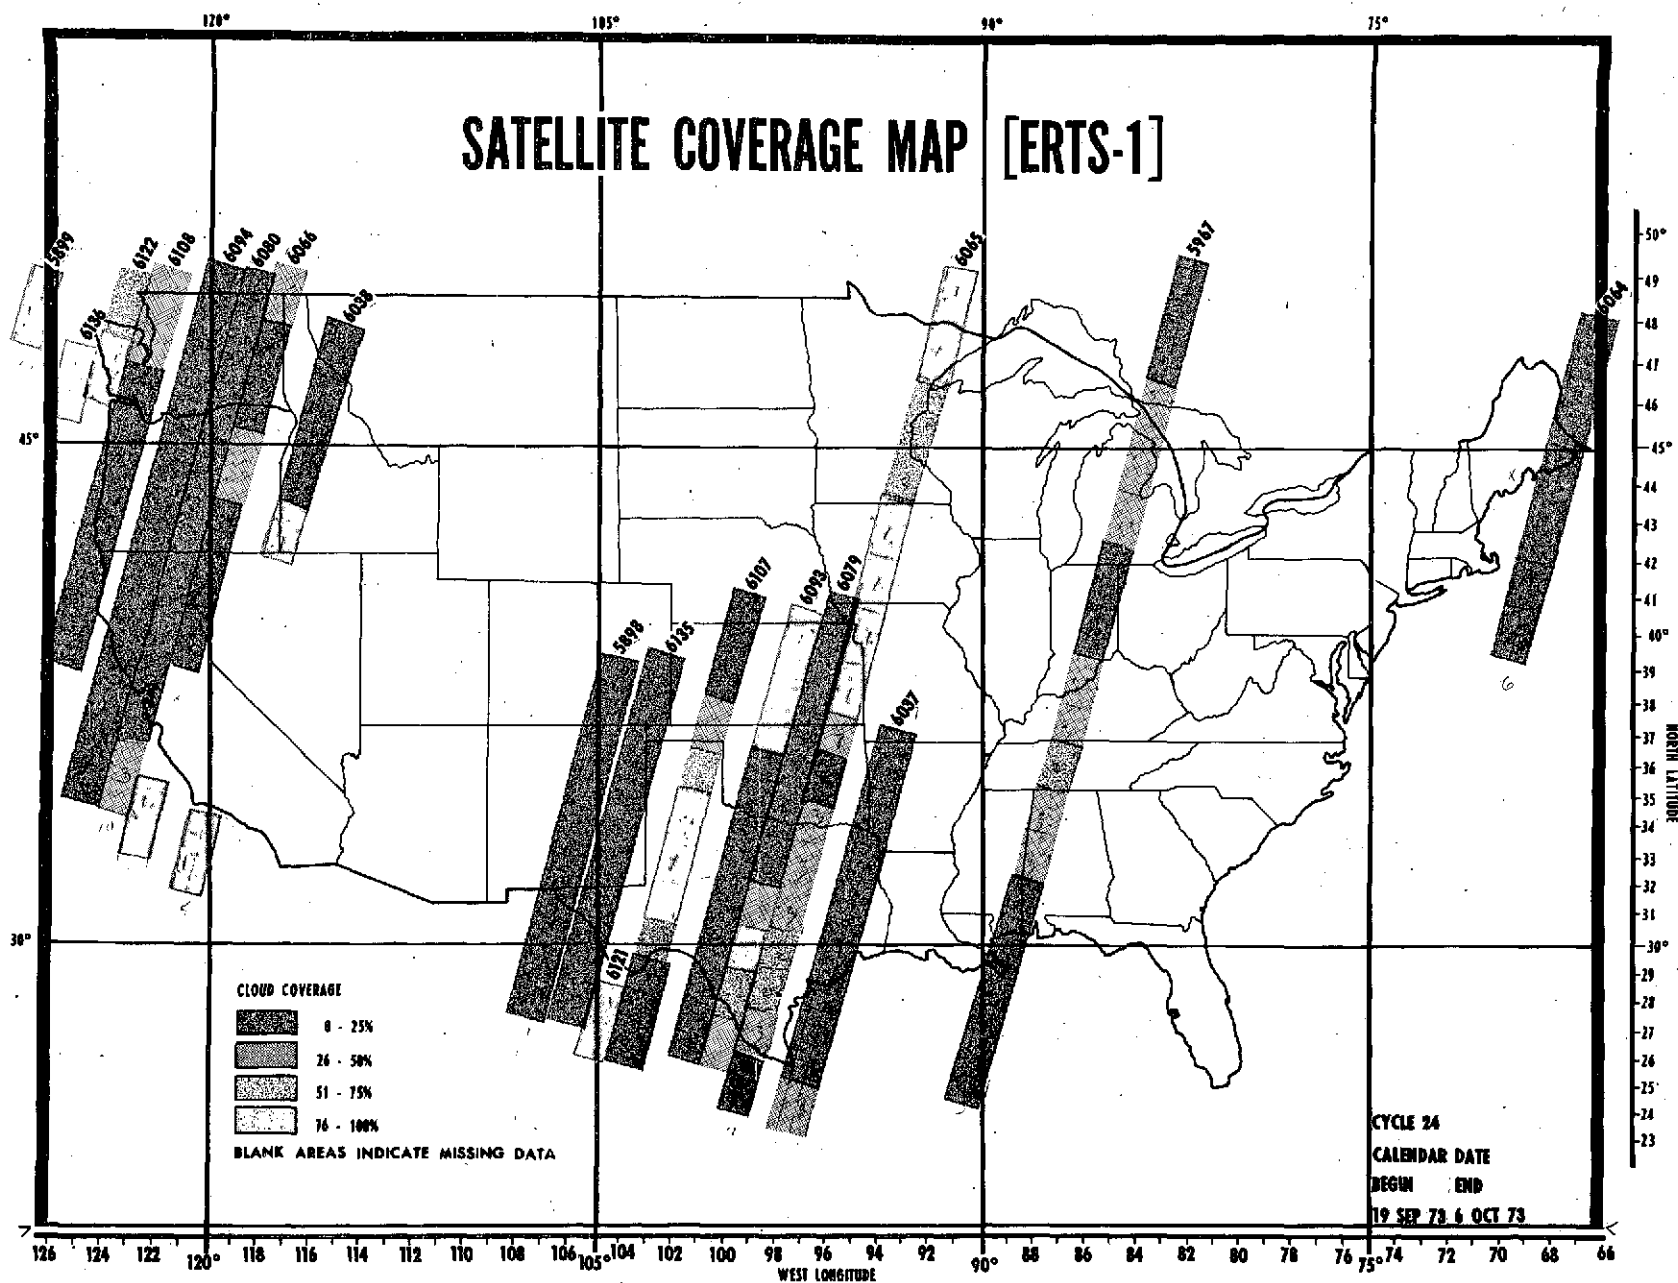 120° 105° 90° 75°
SATELLITE COVERAGE MAP [ERTS-1]
5899 6122 6108 6094 6080 6066 6065 5967
6136 6038 6064
5898 6135 6107 6093 6079 6037
6121
45° 45°
30° 30°
50°
49
48
47
46
45°
44
43
42
41
40°
39
38
37
36
35
34
33
32
31
30°
29
28
27
26
25
24
23
NORTH LATITUDE
6
CLOUD COVERAGE
0 - 25%
26 - 50%
51 - 75%
76 - 100%
BLANK AREAS INDICATE MISSING DATA
CYCLE 24
CALENDAR DATE
BEGIN END
19 SEP 73 6 OCT 73
126 124 122 120° 118 116 114 112 110 108 106 105° 104 102 100 98 96 94 92 90° 88 86 84 82 80 78 76 75° 74 72 70 68 66
WEST LONGITUDE